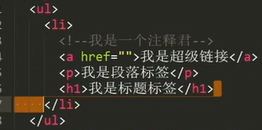 <ul>
<li>
<!--我是一个注释君-->
<a href="">我是超级链接</a>
<p>我是段落标签</p>
<h1>我是标题标签</h1>
</li>
</ul>